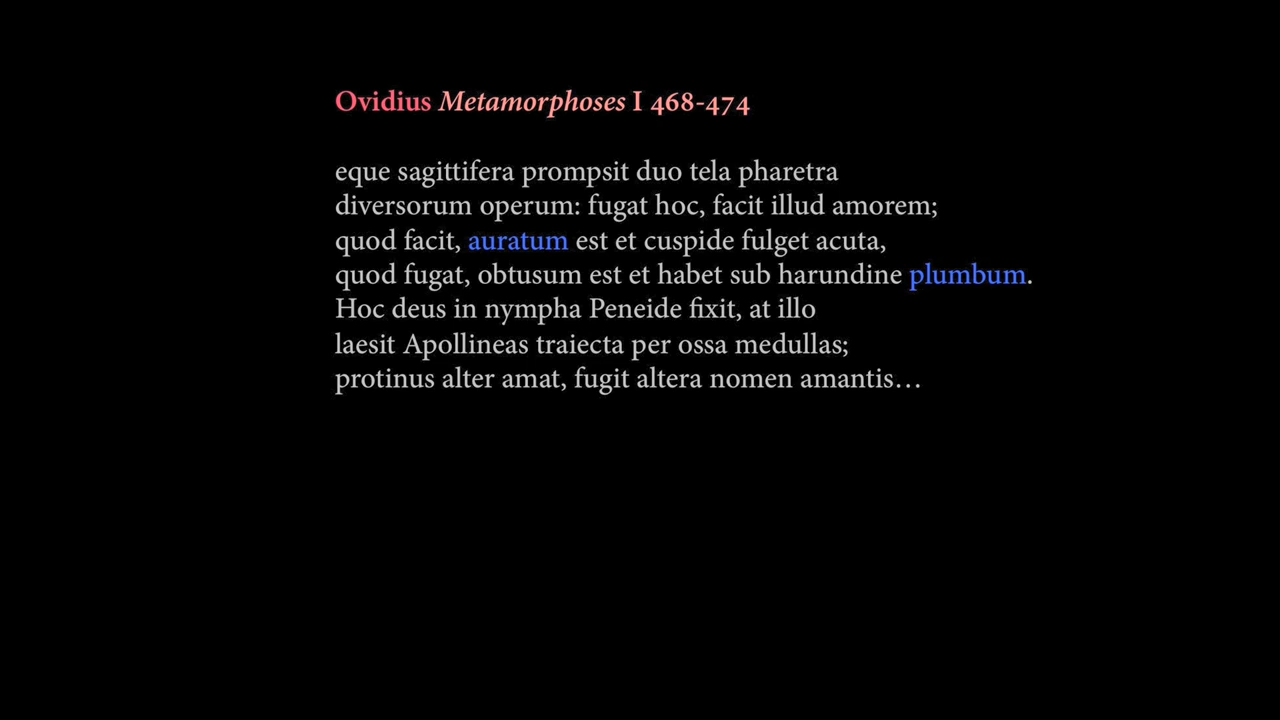 Ovidius Metamorphoses I 468-474
eque sagittifera prompsit duo tela pharetra
diversorum operum: fugat hoc, facit illud amorem;
quod facit, auratum est et cuspide fulget acuta,
quod fugat, obtusum est et habet sub harundine plumbum.
Hoc deus in nympha Peneide fixit, at illo
laesit Apollineas traiecta per ossa medullas;
protinus alter amat, fugit altera nomen amantis…